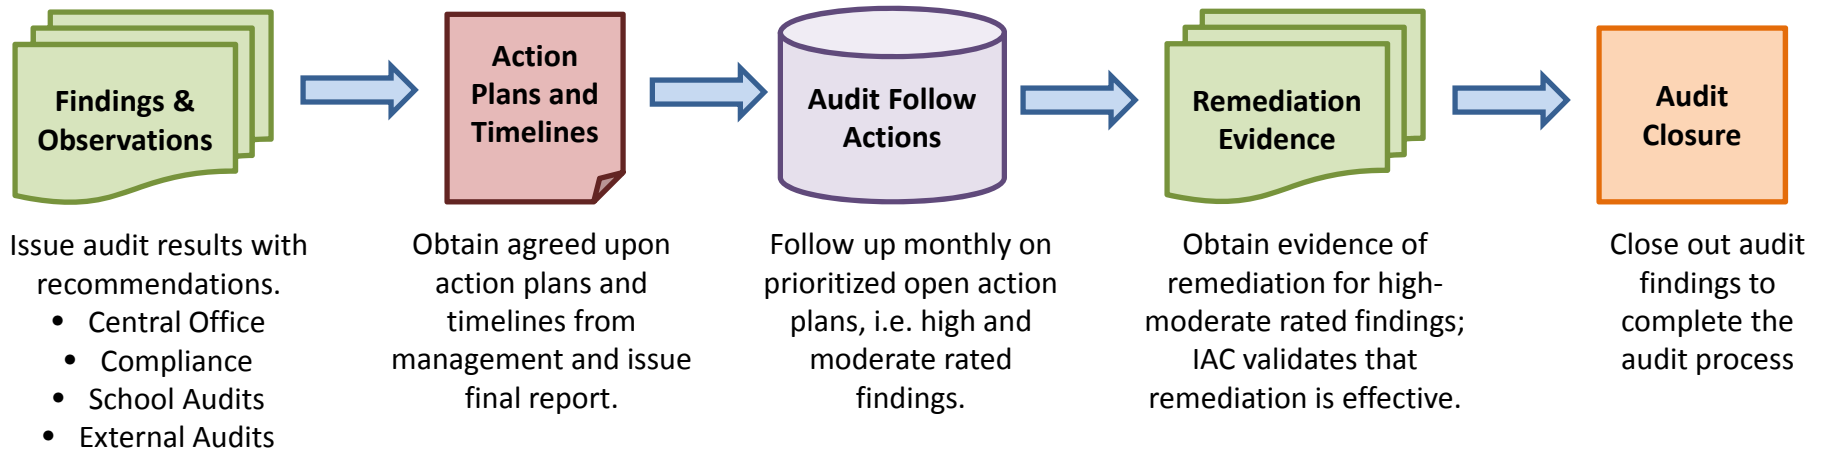 Findings &
Observations
Action
Plans and
Timelines
Audit Follow
Actions
Remediation
Evidence
Audit
Closure
Issue audit results with
recommendations.
• Central Office
• Compliance
• School Audits
• External Audits
Obtain agreed upon
action plans and
timelines from
management and issue
final report.
Follow up monthly on
prioritized open action
plans, i.e. high and
moderate rated
findings.
Obtain evidence of
remediation for high-
moderate rated findings;
IAC validates that
remediation is effective.
Close out audit
findings to
complete the
audit process